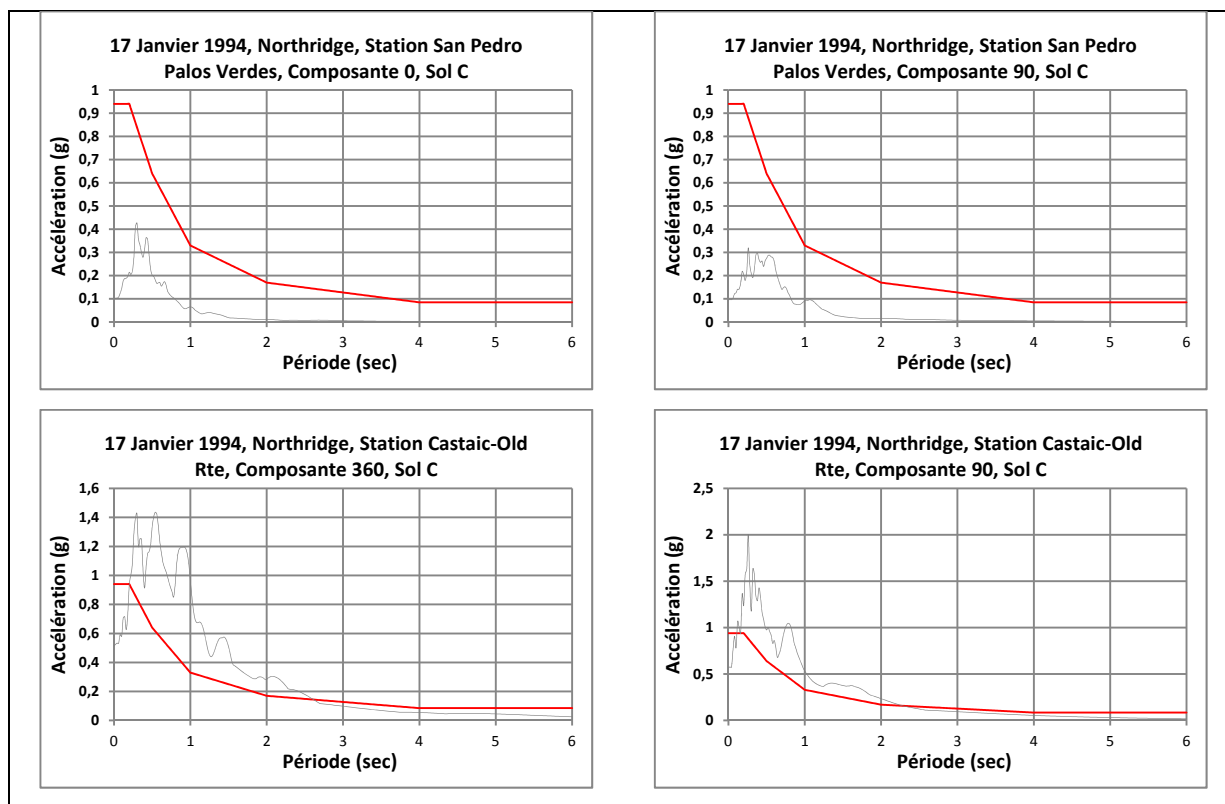 17 Janvier 1994, Northridge, Station San Pedro
Palos Verdes, Composante 0, Sol C
Accélération (g)
1
0,9
0,8
0,7
0,6
0,5
0,4
0,3
0,2
0,1
0
0 1 2 3 4 5 6
Période (sec)
17 Janvier 1994, Northridge, Station San Pedro
Palos Verdes, Composante 90, Sol C
Accélération (g)
1
0,9
0,8
0,7
0,6
0,5
0,4
0,3
0,2
0,1
0
0 1 2 3 4 5 6
Période (sec)
17 Janvier 1994, Northridge, Station Castaic-Old
Rte, Composante 360, Sol C
Accélération (g)
1,6
1,4
1,2
1
0,8
0,6
0,4
0,2
0
0 1 2 3 4 5 6
Période (sec)
17 Janvier 1994, Northridge, Station Castaic-Old
Rte, Composante 90, Sol C
Accélération (g)
2,5
2
1,5
1
0,5
0
0 1 2 3 4 5 6
Période (sec)